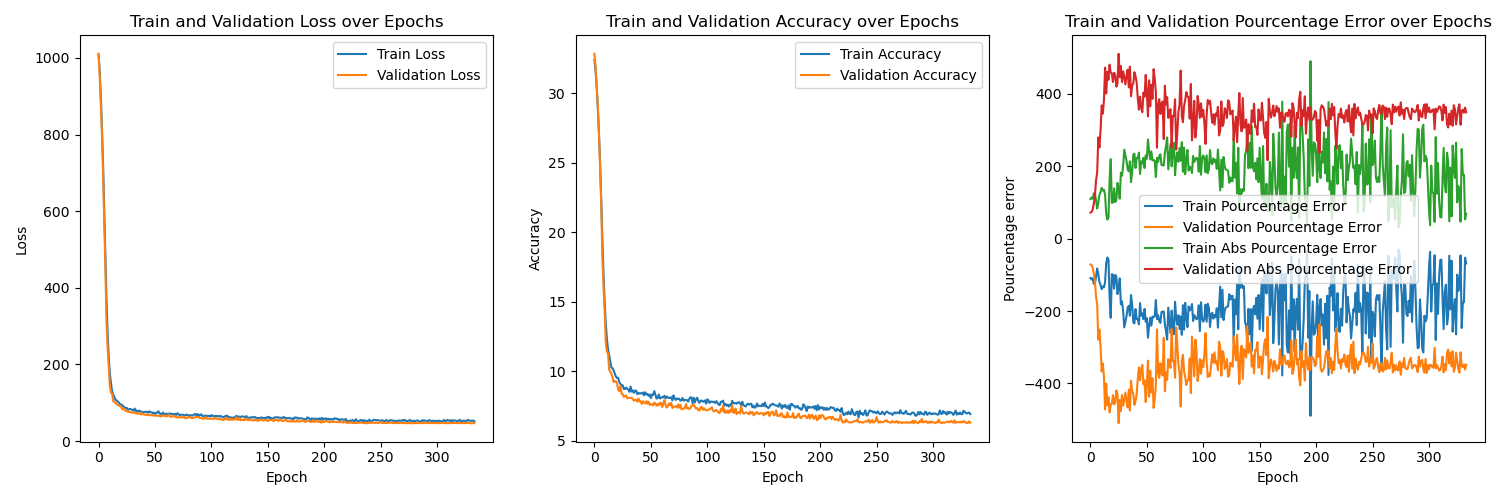 Train and Validation Loss over Epochs
Loss
1000
800
600
400
200
0
0 50 100 150 200 250 300
Epoch
Train Loss
Validation Loss
Train and Validation Accuracy over Epochs
Accuracy
30
25
20
15
10
5
0 50 100 150 200 250 300
Epoch
Train Accuracy
Validation Accuracy
Train and Validation Pourcentage Error over Epochs
Pourcentage error
400
200
0
−200
−400
0 50 100 150 200 250 300
Epoch
Train Pourcentage Error
Validation Pourcentage Error
Train Abs Pourcentage Error
Validation Abs Pourcentage Error